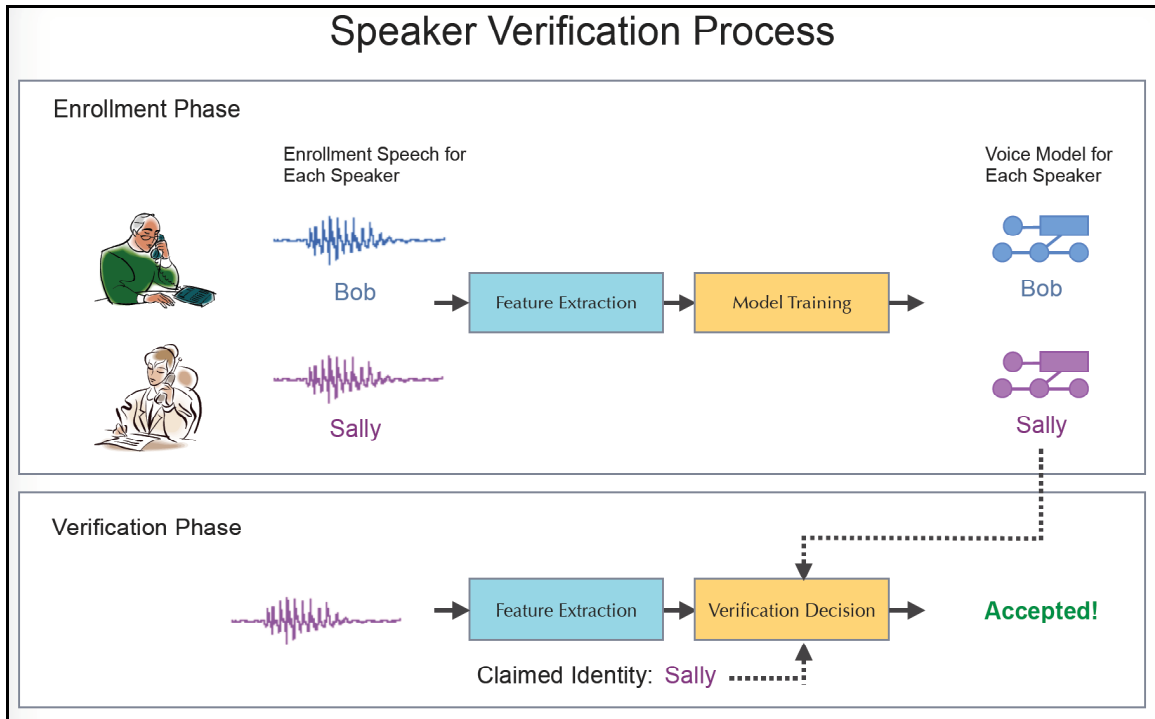 Speaker Verification Process
Enrollment Phase
Enrollment Speech for
Each Speaker
Voice Model for
Each Speaker
Bob
Feature Extraction
Model Training
Bob
Sally
Sally
Verification Phase
Feature Extraction
Verification Decision
Accepted!
Claimed Identity: Sally